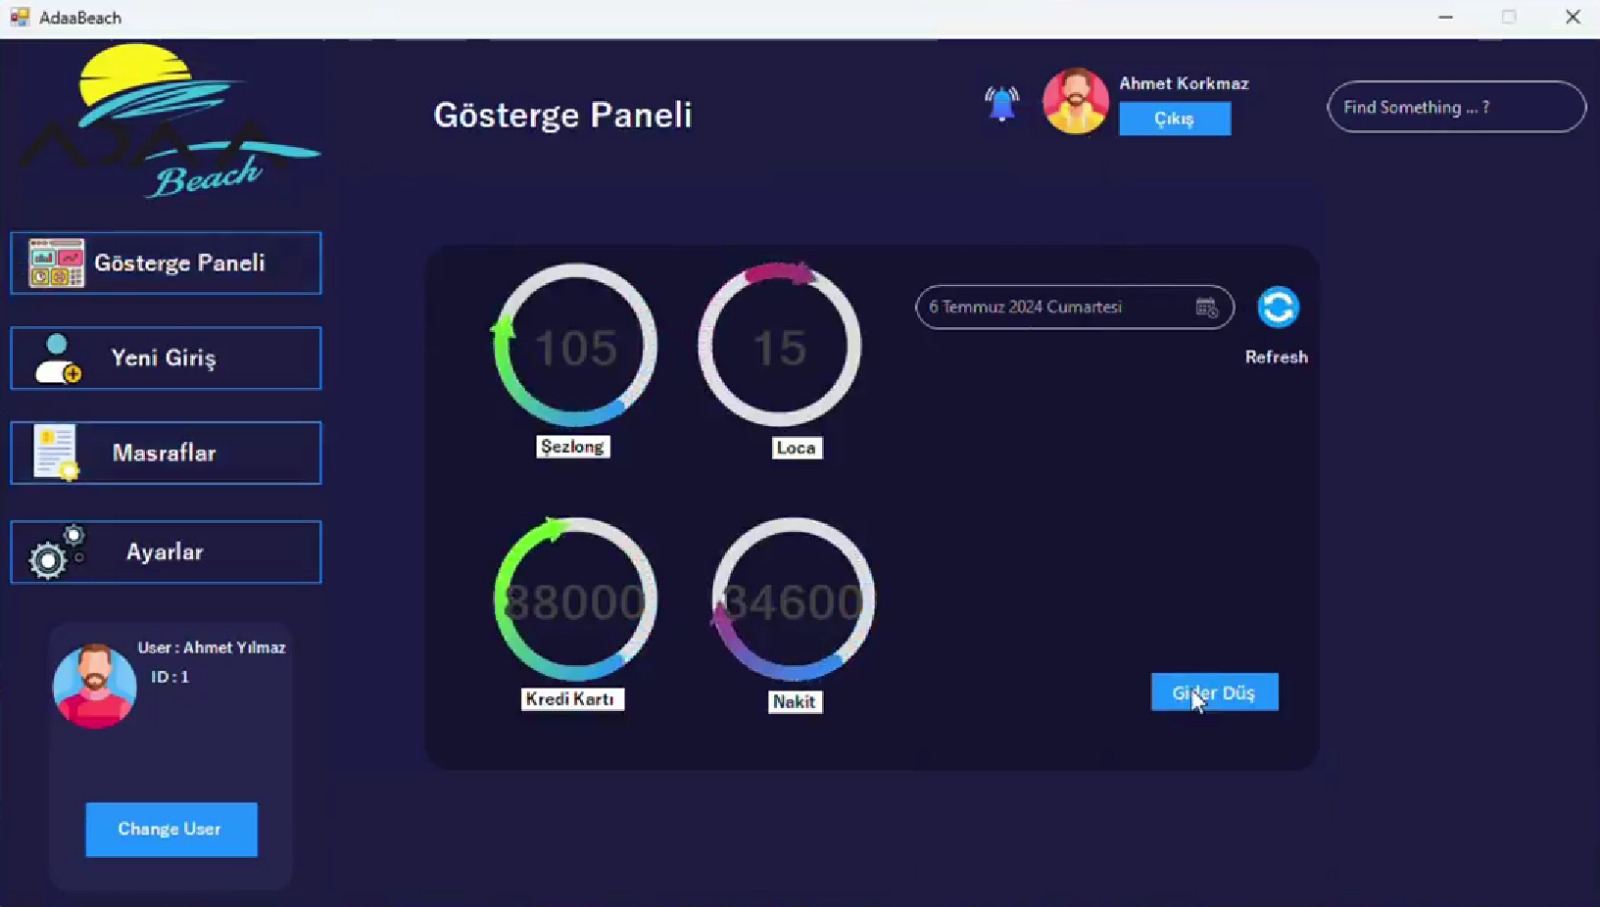 AdaaBeach
ADAA
Beach
Gösterge Paneli
Ahmet Korkmaz
Çıkış
Find Something ... ?
Gösterge Paneli
Yeni Giriş
Masraflar
Ayarlar
User : Ahmet Yılmaz
ID : 1
Change User
105
15
Şezlong
Loca
6 Temmuz 2024 Cumartesi
Refresh
38000
34600
Kredi Kartı
Nakit
Gider Düş